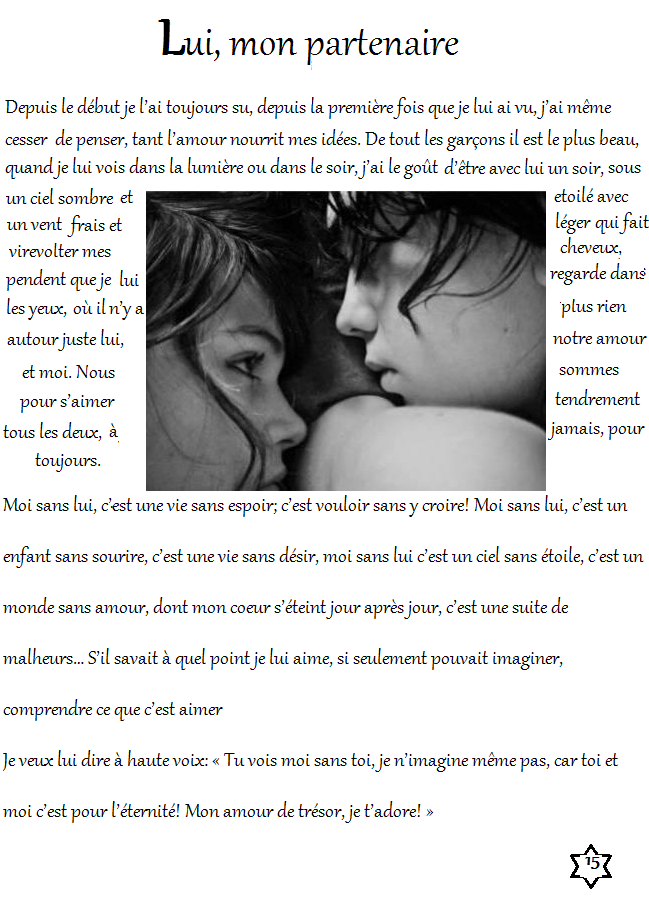 Lui, mon partenaire
Depuis le début je l’ai toujours su, depuis la première fois que je lui ai vu, j’ai même
cesser de penser, tant l’amour nourrit mes idées. De tout les garçons il est le plus beau,
quand je lui vois dans la lumière ou dans le soir, j’ai le goût d’être avec lui un soir, sous
un ciel sombre et etoilé avec
un vent frais et léger qui fait
virevolter mes cheveux,
pendent que je lui regarde dans
les yeux, où il n’y a plus rien
autour juste lui, notre amour
et moi. Nous sommes
pour s’aimer tendrement
tous les deux, à jamais, pour
toujours.
Moi sans lui, c’est une vie sans espoir; c’est vouloir sans y croire! Moi sans lui, c’est un
enfant sans sourire, c’est une vie sans désir, moi sans lui c’est un ciel sans étoile, c’est un
monde sans amour, dont mon coeur s’éteint jour après jour, c’est une suite de
malheurs... S’il savait à quel point je lui aime, si seulement pouvait imaginer,
comprendre ce que c’est aimer
Je veux lui dire à haute voix: « Tu vois moi sans toi, je n’imagine même pas, car toi et
moi c’est pour l’éternité! Mon amour de trésor, je t’adore! »
15